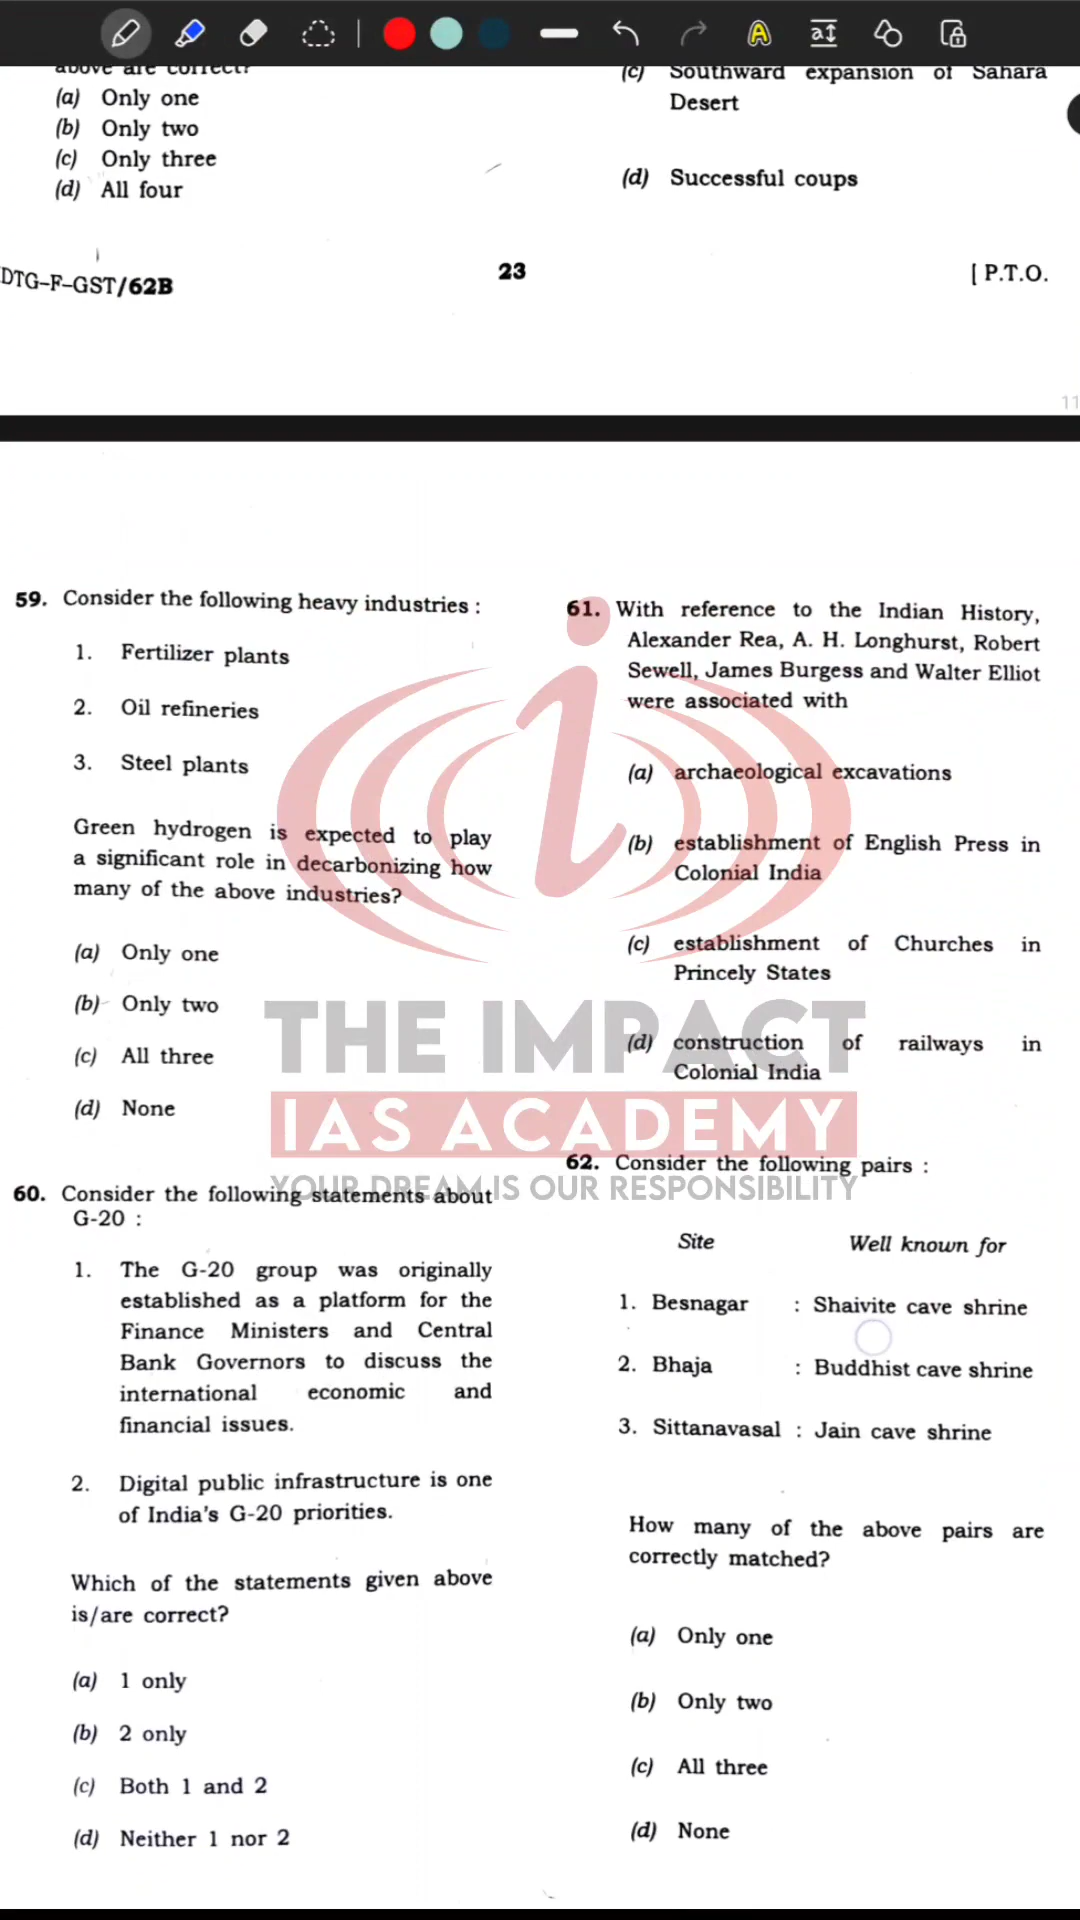 above are correct?
(a) Only one
(b) Only two
(c) Only three
(d) All four
(c) Southward expansion of Sahara
Desert
(d) Successful coups
DTG-F-GST/62B
23
[ P.T.O.
11
59. Consider the following heavy industries :
1. Fertilizer plants
2. Oil refineries
3. Steel plants
Green hydrogen is expected to play
a significant role in decarbonizing how
many of the above industries?
(a) Only one
(b) Only two
(c) All three
(d) None
60. Consider the following statements about
G-20 :
1. The G-20 group was originally
established as a platform for the
Finance Ministers and Central
Bank Governors to discuss the
international economic and
financial issues.
2. Digital public infrastructure is one
of India's G-20 priorities.
Which of the statements given above
is/are correct?
(a) 1 only
(b) 2 only
(c) Both 1 and 2
(d) Neither 1 nor 2
61. With reference to the Indian History,
Alexander Rea, A. H. Longhurst, Robert
Sewell, James Burgess and Walter Elliot
were associated with
(a) archaeological excavations
(b) establishment of English Press in
Colonial India
(c) establishment of Churches in
Princely States
(d) construction of railways in
Colonial India
62. Consider the following pairs :
Site Well known for
1. Besnagar : Shaivite cave shrine
2. Bhaja : Buddhist cave shrine
3. Sittanavasal : Jain cave shrine
How many of the above pairs are
correctly matched?
(a) Only one
(b) Only two
(c) All three
(d) None
THE IMPACT
IAS ACADEMY
YOUR DREAM IS OUR RESPONSIBILITY